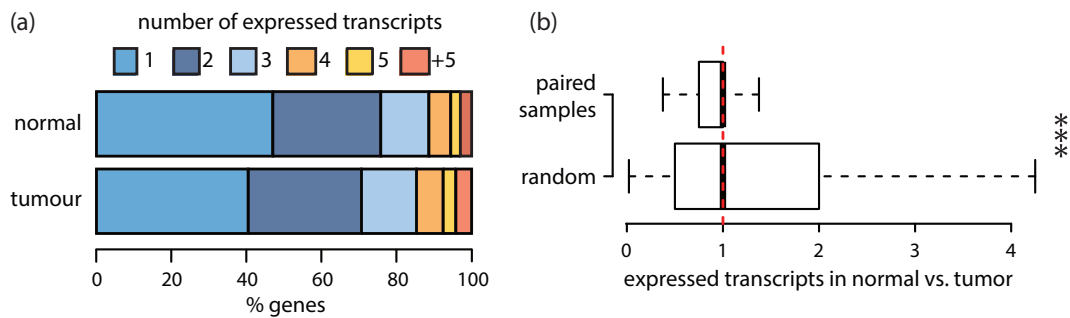 (a)
number of expressed transcripts
1 2 3 4 5 +5
normal
tumour
0 20 40 60 80 100
% genes
(b)
paired
samples
random
***
0 1 2 3 4
expressed transcripts in normal vs. tumor